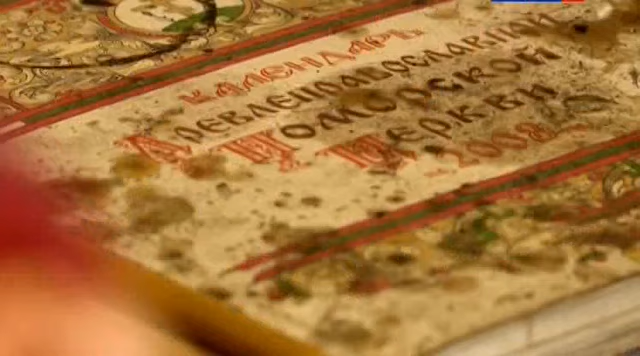 КАЛЕНДАРЬ
ДРЕВЛЕПРАВОСЛАВНОЙ
ПОМОРСКОЙ
ЦЕРКВИ
2008